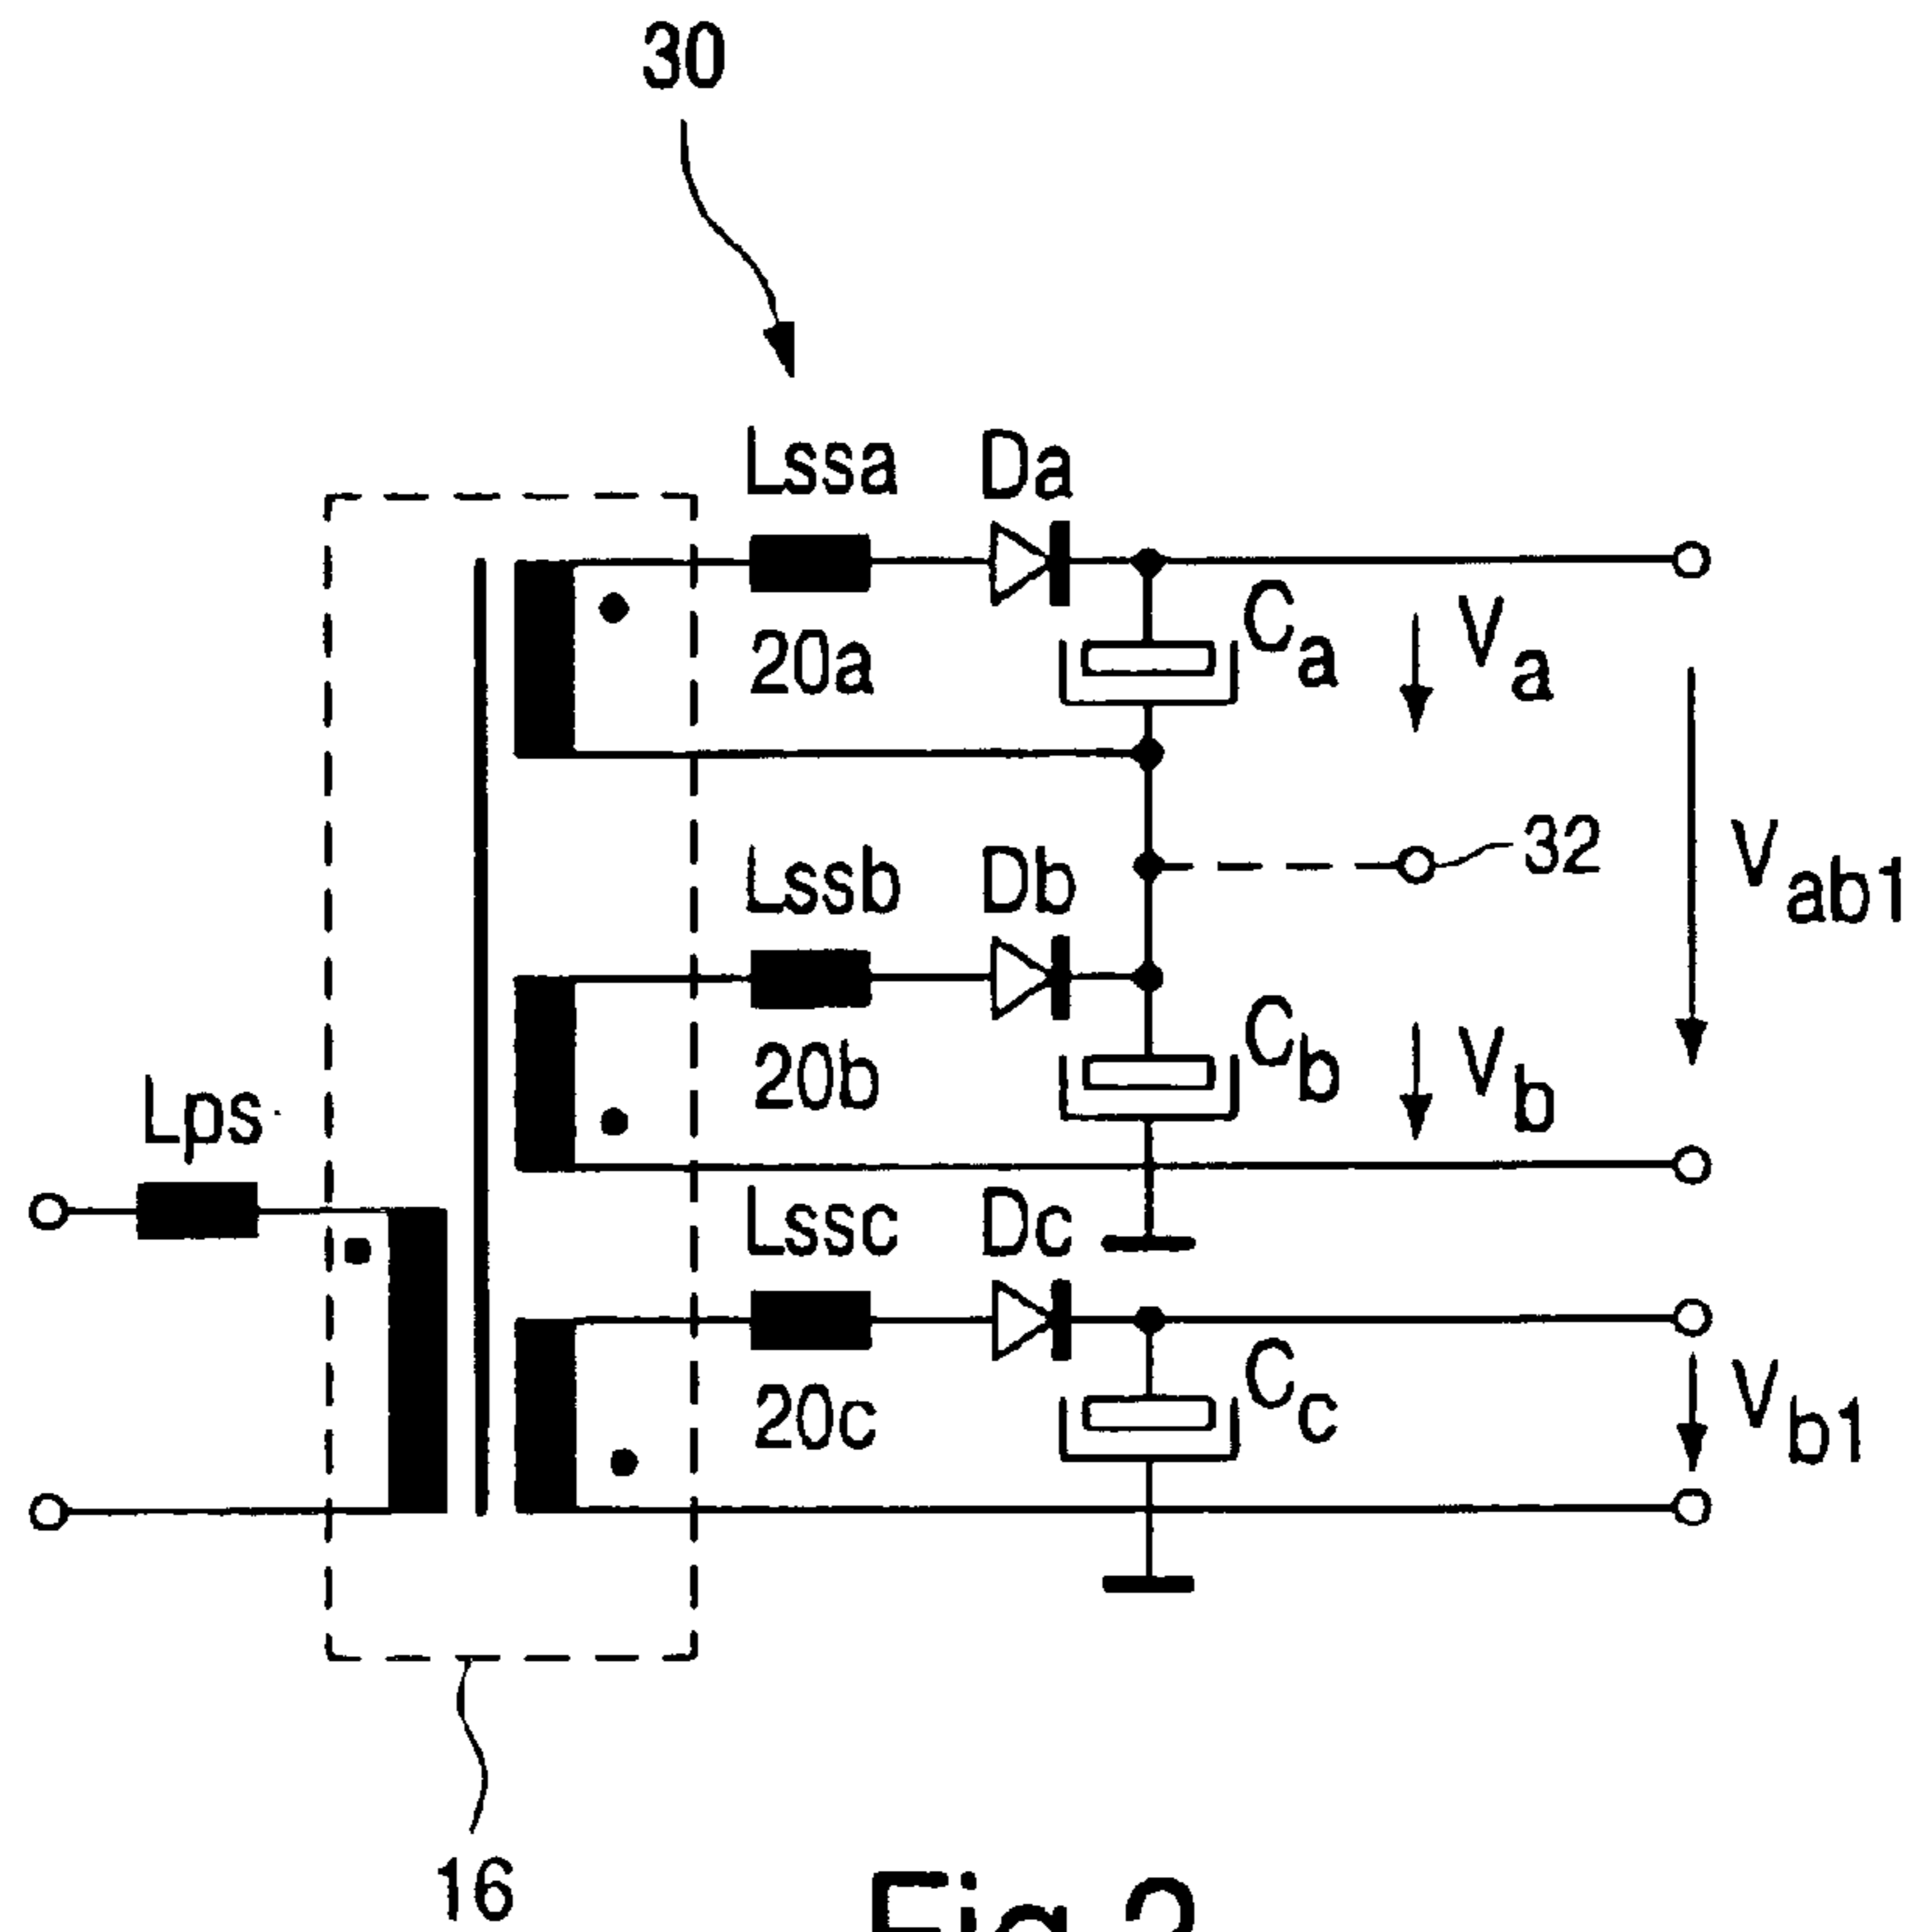 30
Lssa Da
Ca
Va
20a
32
Vab1
Lssb Db
Cb
Vb
20b
Lps
Lssc Dc
Cc
Vb1
20c
16